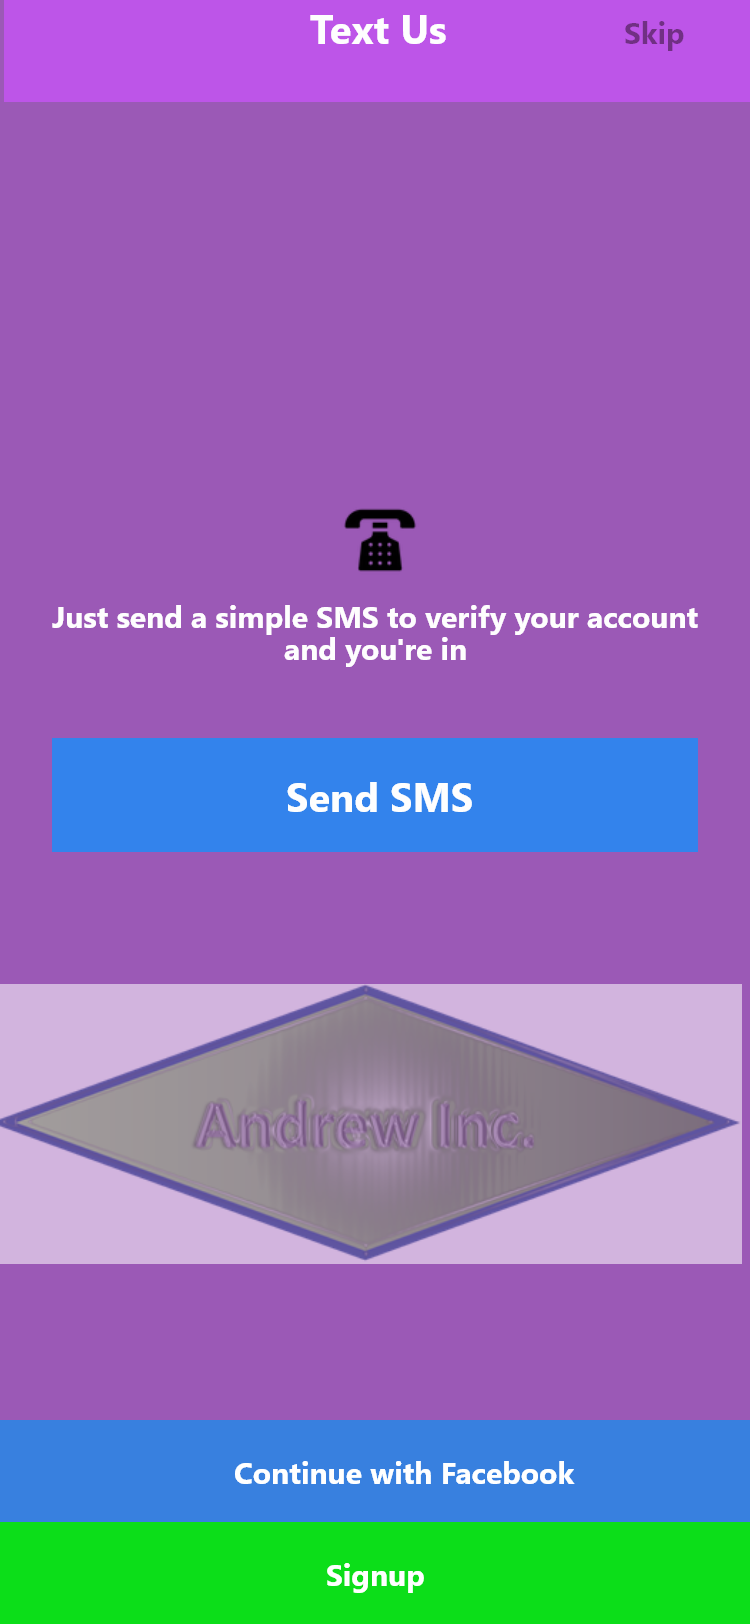 Text Us
Skip
Just send a simple SMS to verify your account
and you're in
Send SMS
Andrew Inc.
Continue with Facebook
Signup